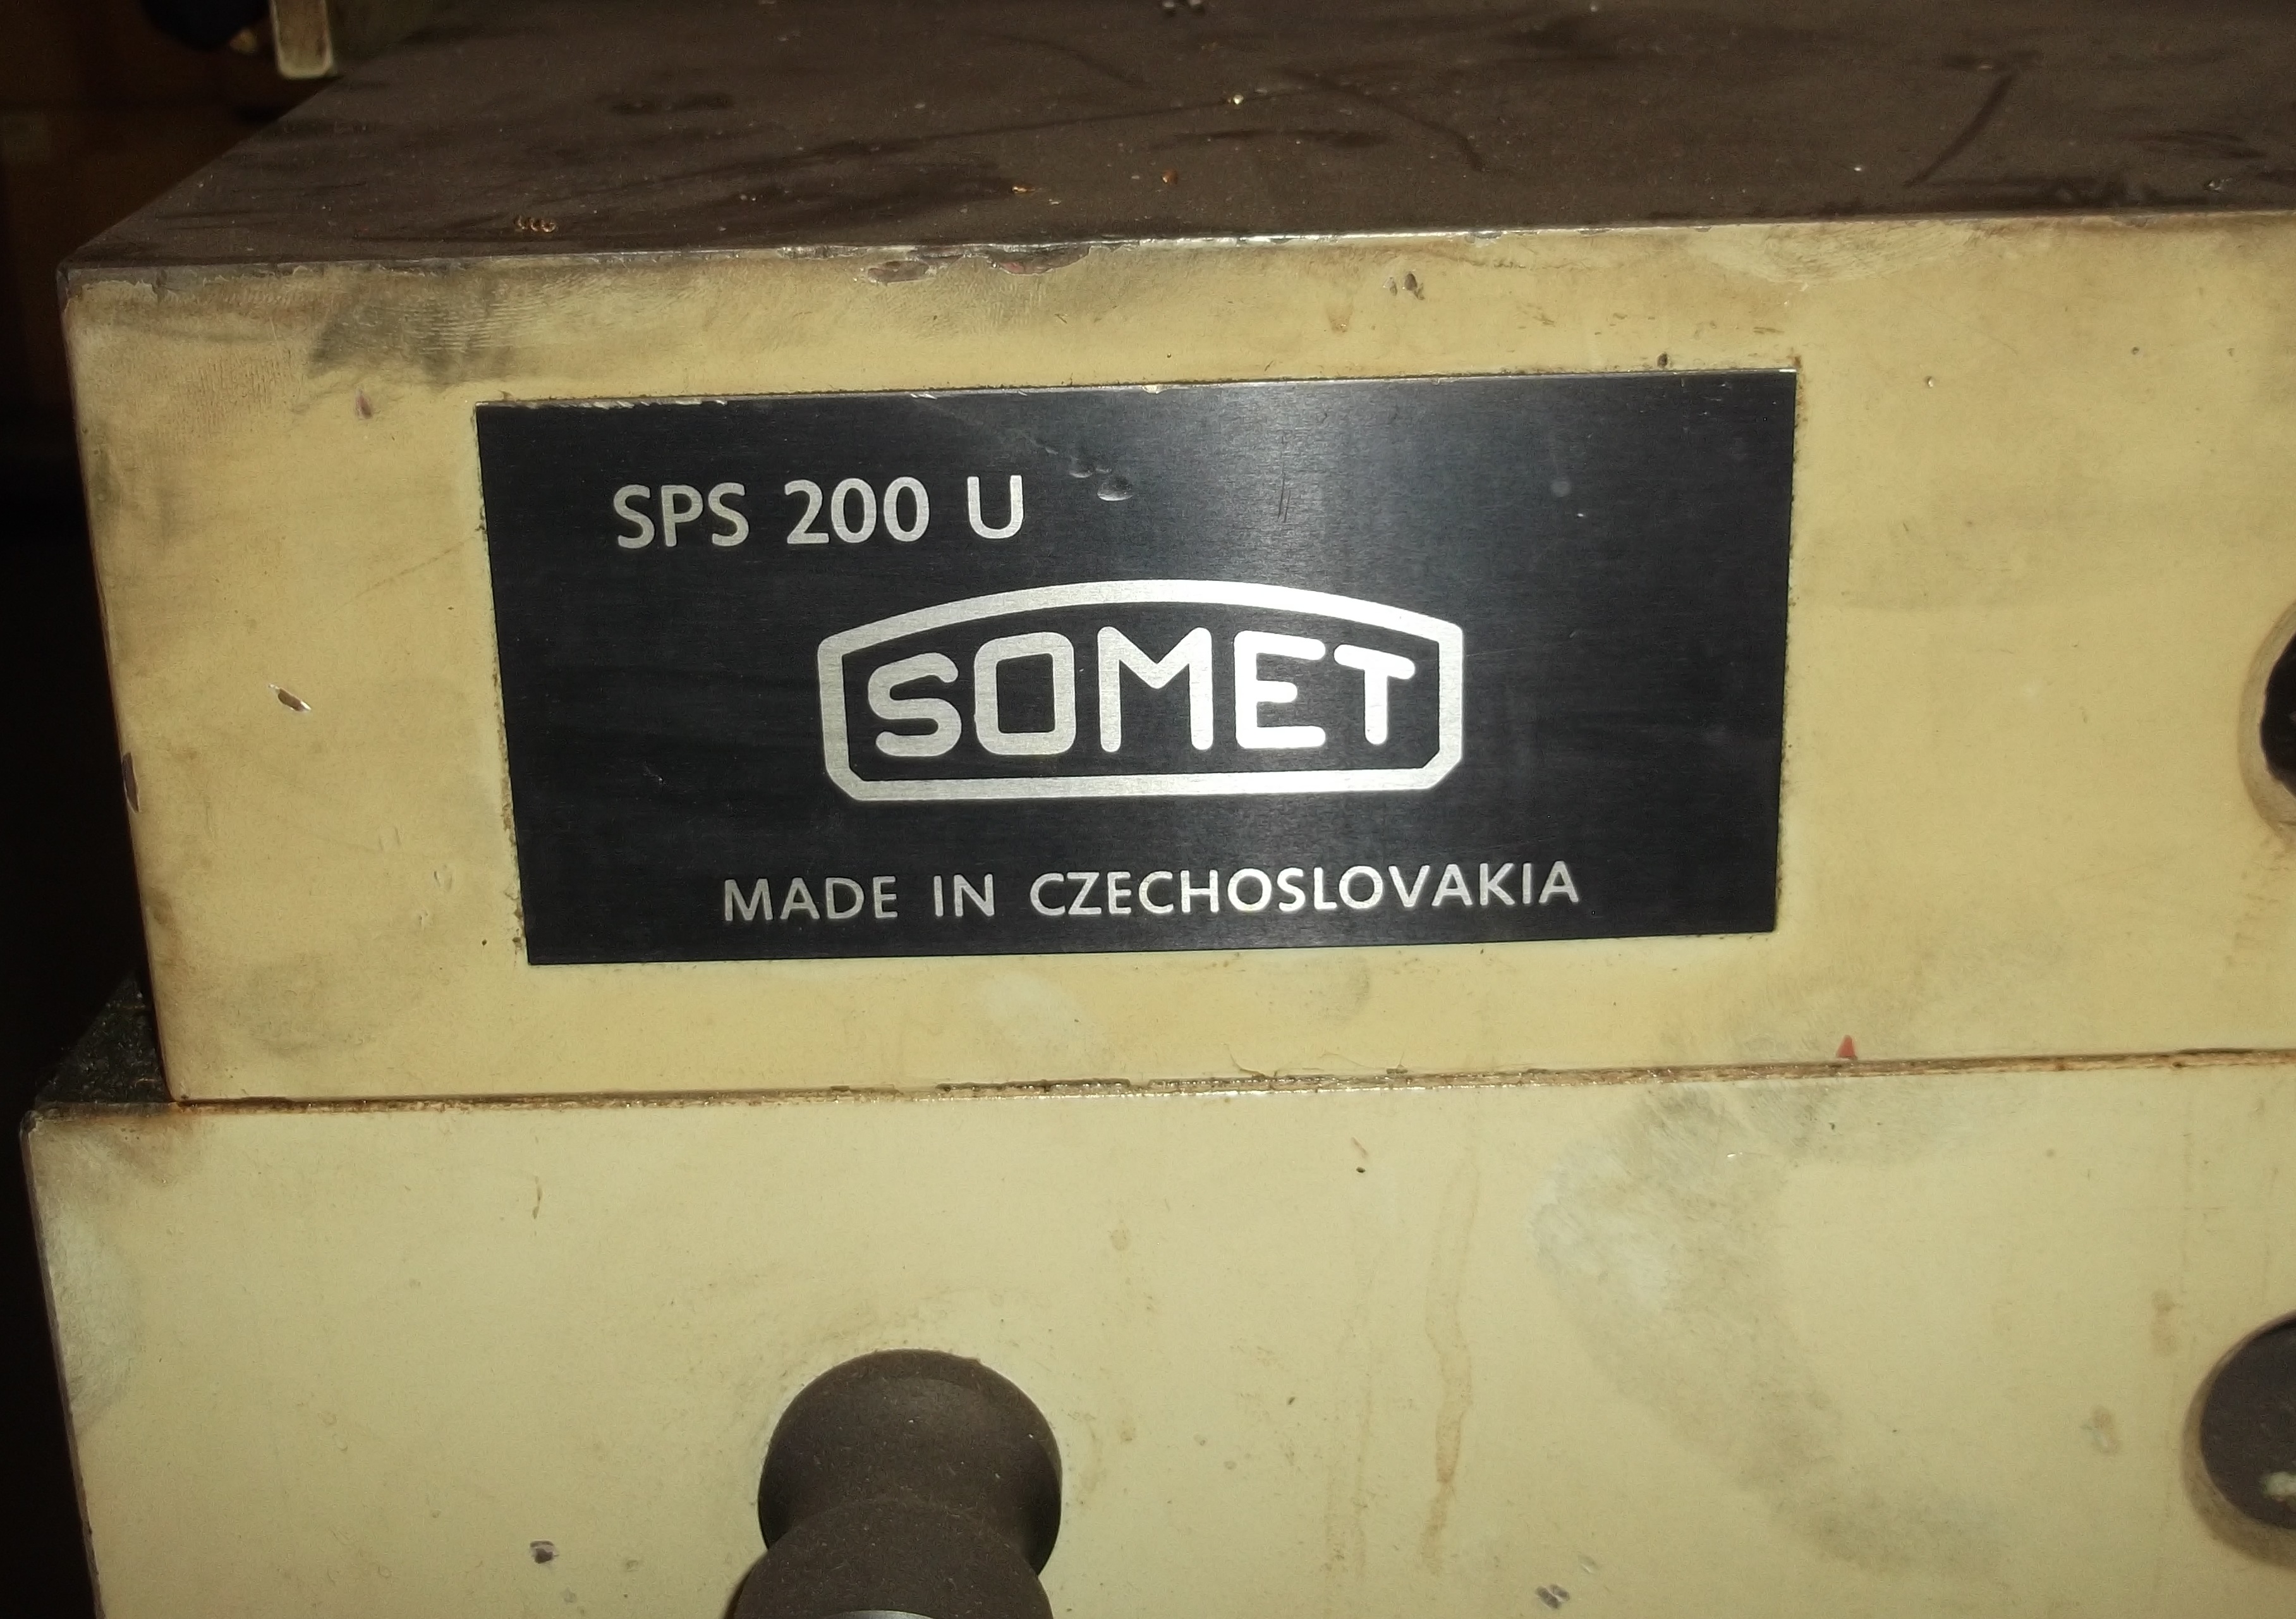 SPS 200 U
SOMET
MADE IN CZECHOSLOVAKIA